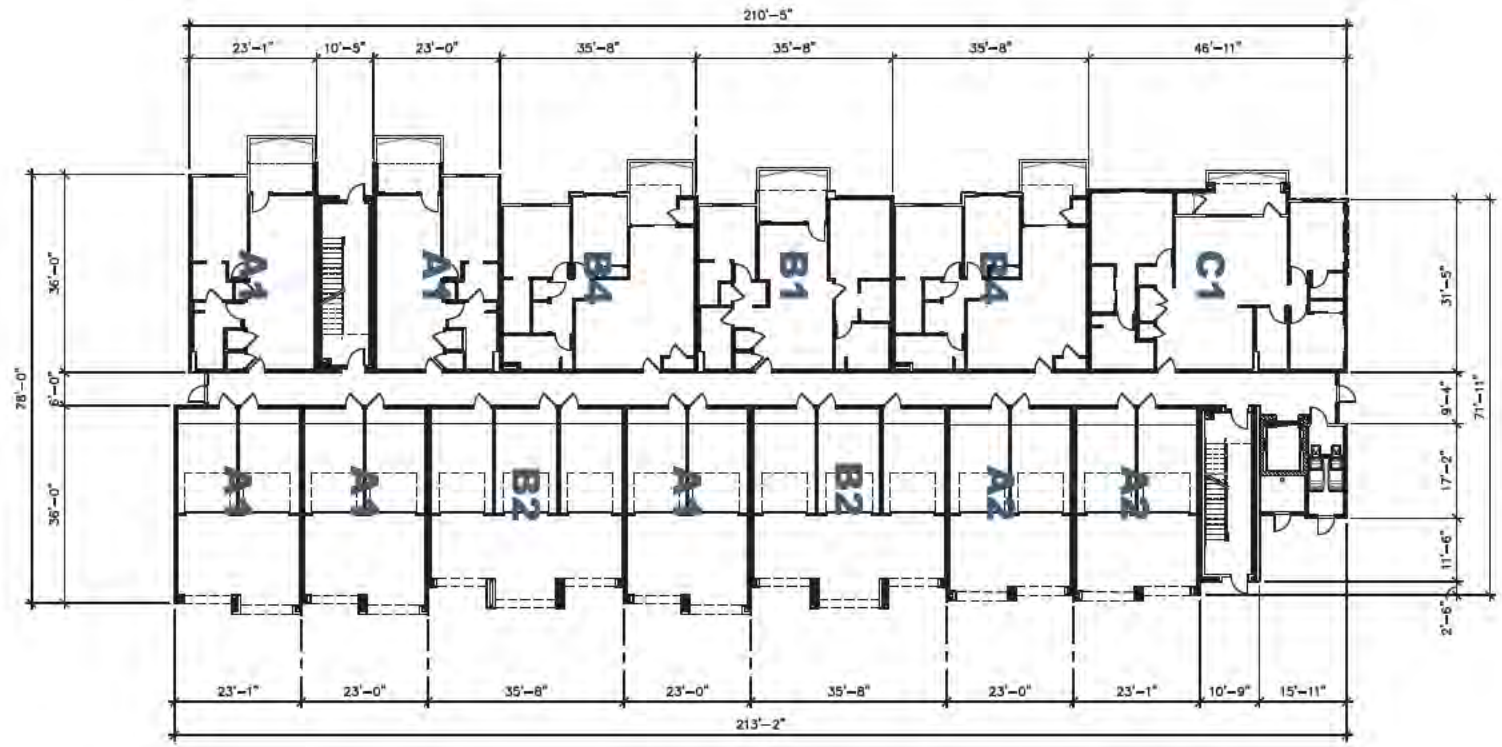 210'-5"
23'-1" 10'-5" 23'-0" 35'-8" 35'-8" 35'-8" 46'-11"
A1 A1 B4 B1 B4 C1
36'-0" 31'-5"
78'-0" 6'-0" 9'-4" 71'-11"
A1 A1 B2 A1 B2 A2 A2
36'-0" 17'-2"
11'-6"
2'-6"
23'-1" 23'-0" 35'-8" 23'-0" 35'-8" 23'-0" 23'-1" 10'-9" 15'-11"
213'-2"